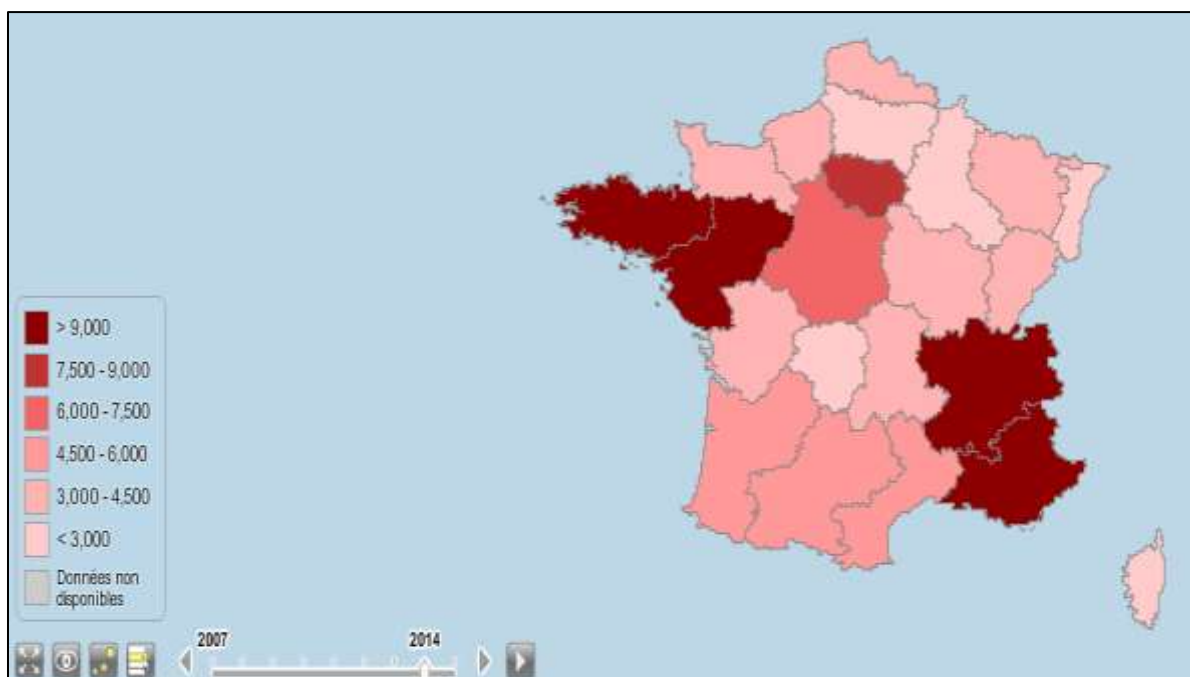 > 9,000
7,500 - 9,000
6,000 - 7,500
4,500 - 6,000
3,000 - 4,500
< 3,000
Données non
disponibles
2007 2014